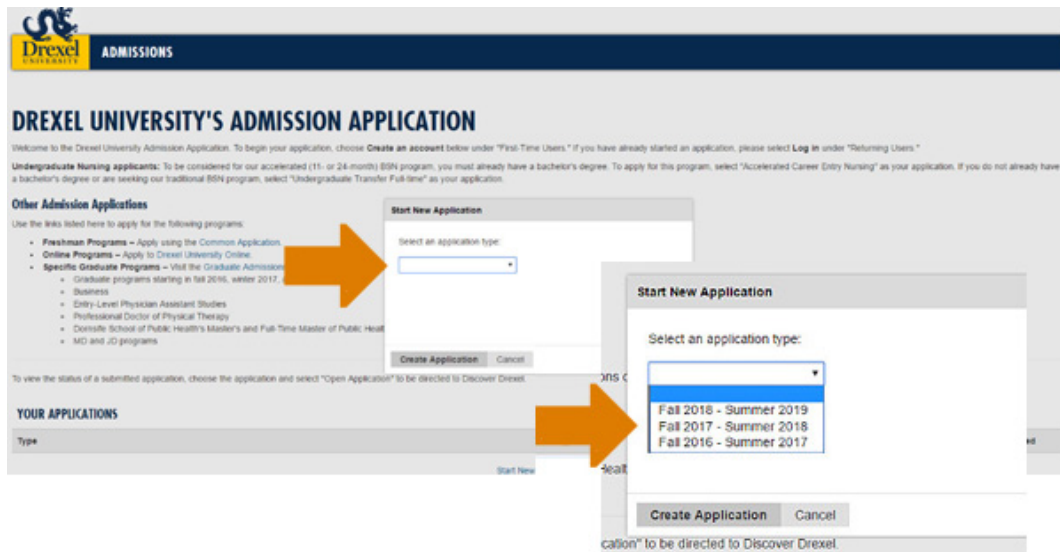 Drexel
UNIVERSITY
ADMISSIONS
DREXEL UNIVERSITY'S ADMISSION APPLICATION
Welcome to the Drexel University Admission Application. To begin your application, choose Create an account below under "First-Time Users." If you have already started an application, please select Log in under "Returning Users."
Undergraduate Nursing applicants: To be considered for our accelerated (11- or 24-month) BSN program, you must already have a bachelor's degree. To apply for this program, select "Accelerated Career Entry Nursing" as your application. If you do not already have
a bachelor's degree or are seeking our traditional BSN program, select "Undergraduate Transfer Full-time" as your application.
Other Admission Applications
Use the links listed here to apply for the following programs:
Freshman Programs – Apply using the Common Application.
Online Programs – Apply to Drexel University Online.
Specific Graduate Programs – Visit the Graduate Admissions
Graduate programs starting in fall 2016, winter 2017,
Business
Entry-Level Physician Assistant Studies
Professional Doctor of Physical Therapy
Dornsife School of Public Health's Master's and Full-Time Master of Public Heal
MD and JD programs
Start New Application
Select an application type:
Create Application Cancel
To view the status of a submitted application, choose the application and select "Open Application" to be directed to Discover Drexel.
YOUR APPLICATIONS
Type
Start New
Start New Application
Select an application type:
ons
Fall 2018 - Summer 2019
Fall 2017 - Summer 2018
Fall 2016 - Summer 2017
ed
Healt
Create Application Cancel
cation" to be directed to Discover Drexel.